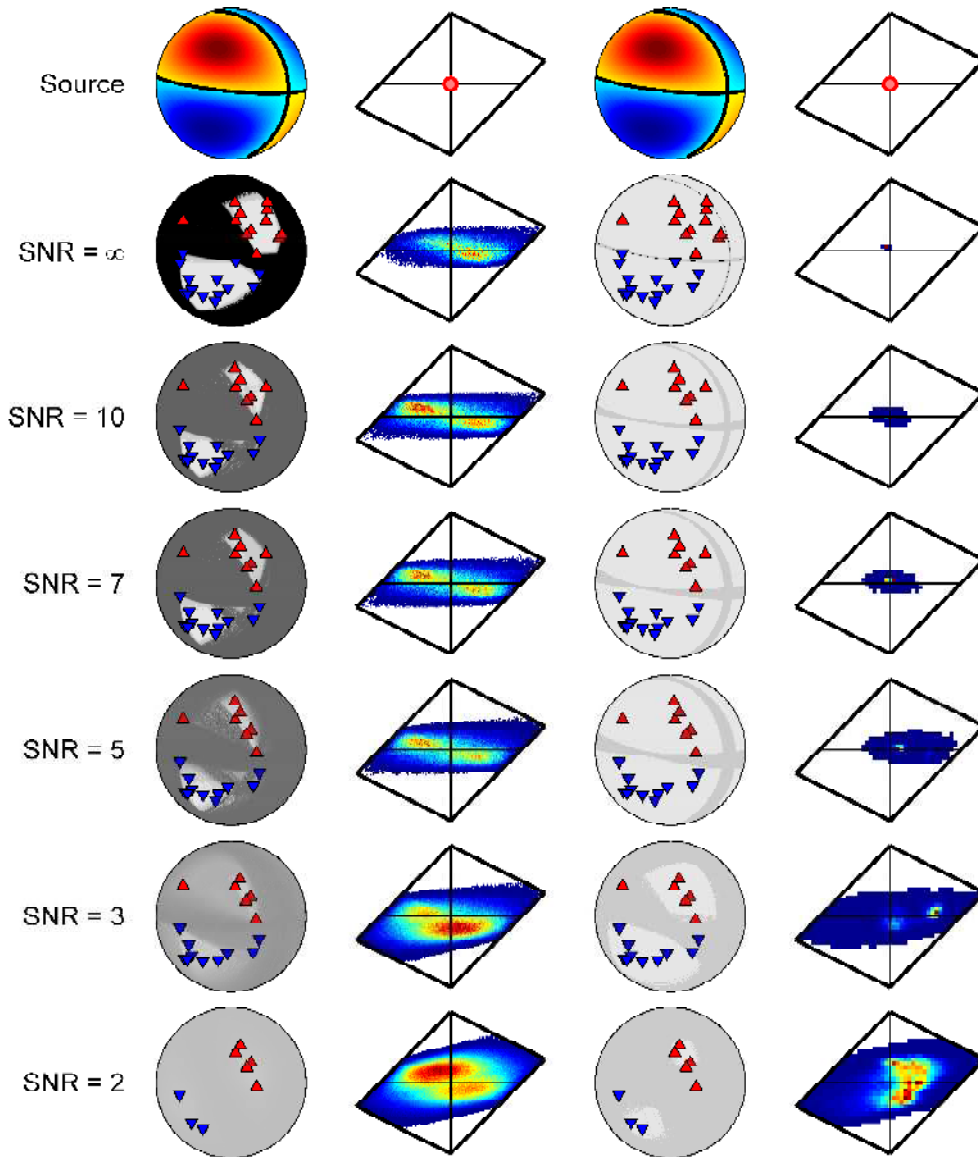 Source
SNR = ∞
SNR = 10
SNR = 7
SNR = 5
SNR = 3
SNR = 2